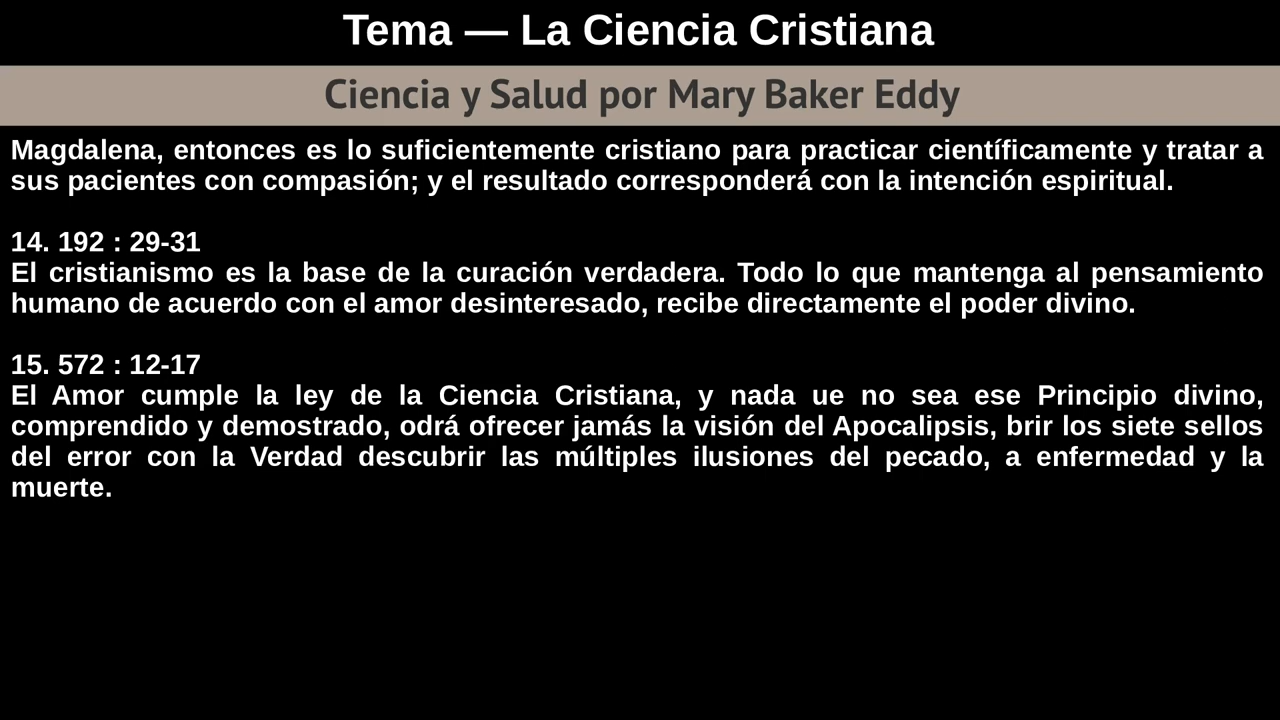 Tema — La Ciencia Cristiana
Ciencia y Salud por Mary Baker Eddy
Magdalena, entonces es lo suficientemente cristiano para practicar científicamente y tratar a
sus pacientes con compasión; y el resultado corresponderá con la intención espiritual.
14. 192 : 29-31
El cristianismo es la base de la curación verdadera. Todo lo que mantenga al pensamiento
humano de acuerdo con el amor desinteresado, recibe directamente el poder divino.
15. 572 : 12-17
El Amor cumple la ley de la Ciencia Cristiana, y nada ue no sea ese Principio divino,
comprendido y demostrado, odrá ofrecer jamás la visión del Apocalipsis, brir los siete sellos
del error con la Verdad descubrir las múltiples ilusiones del pecado, a enfermedad y la
muerte.